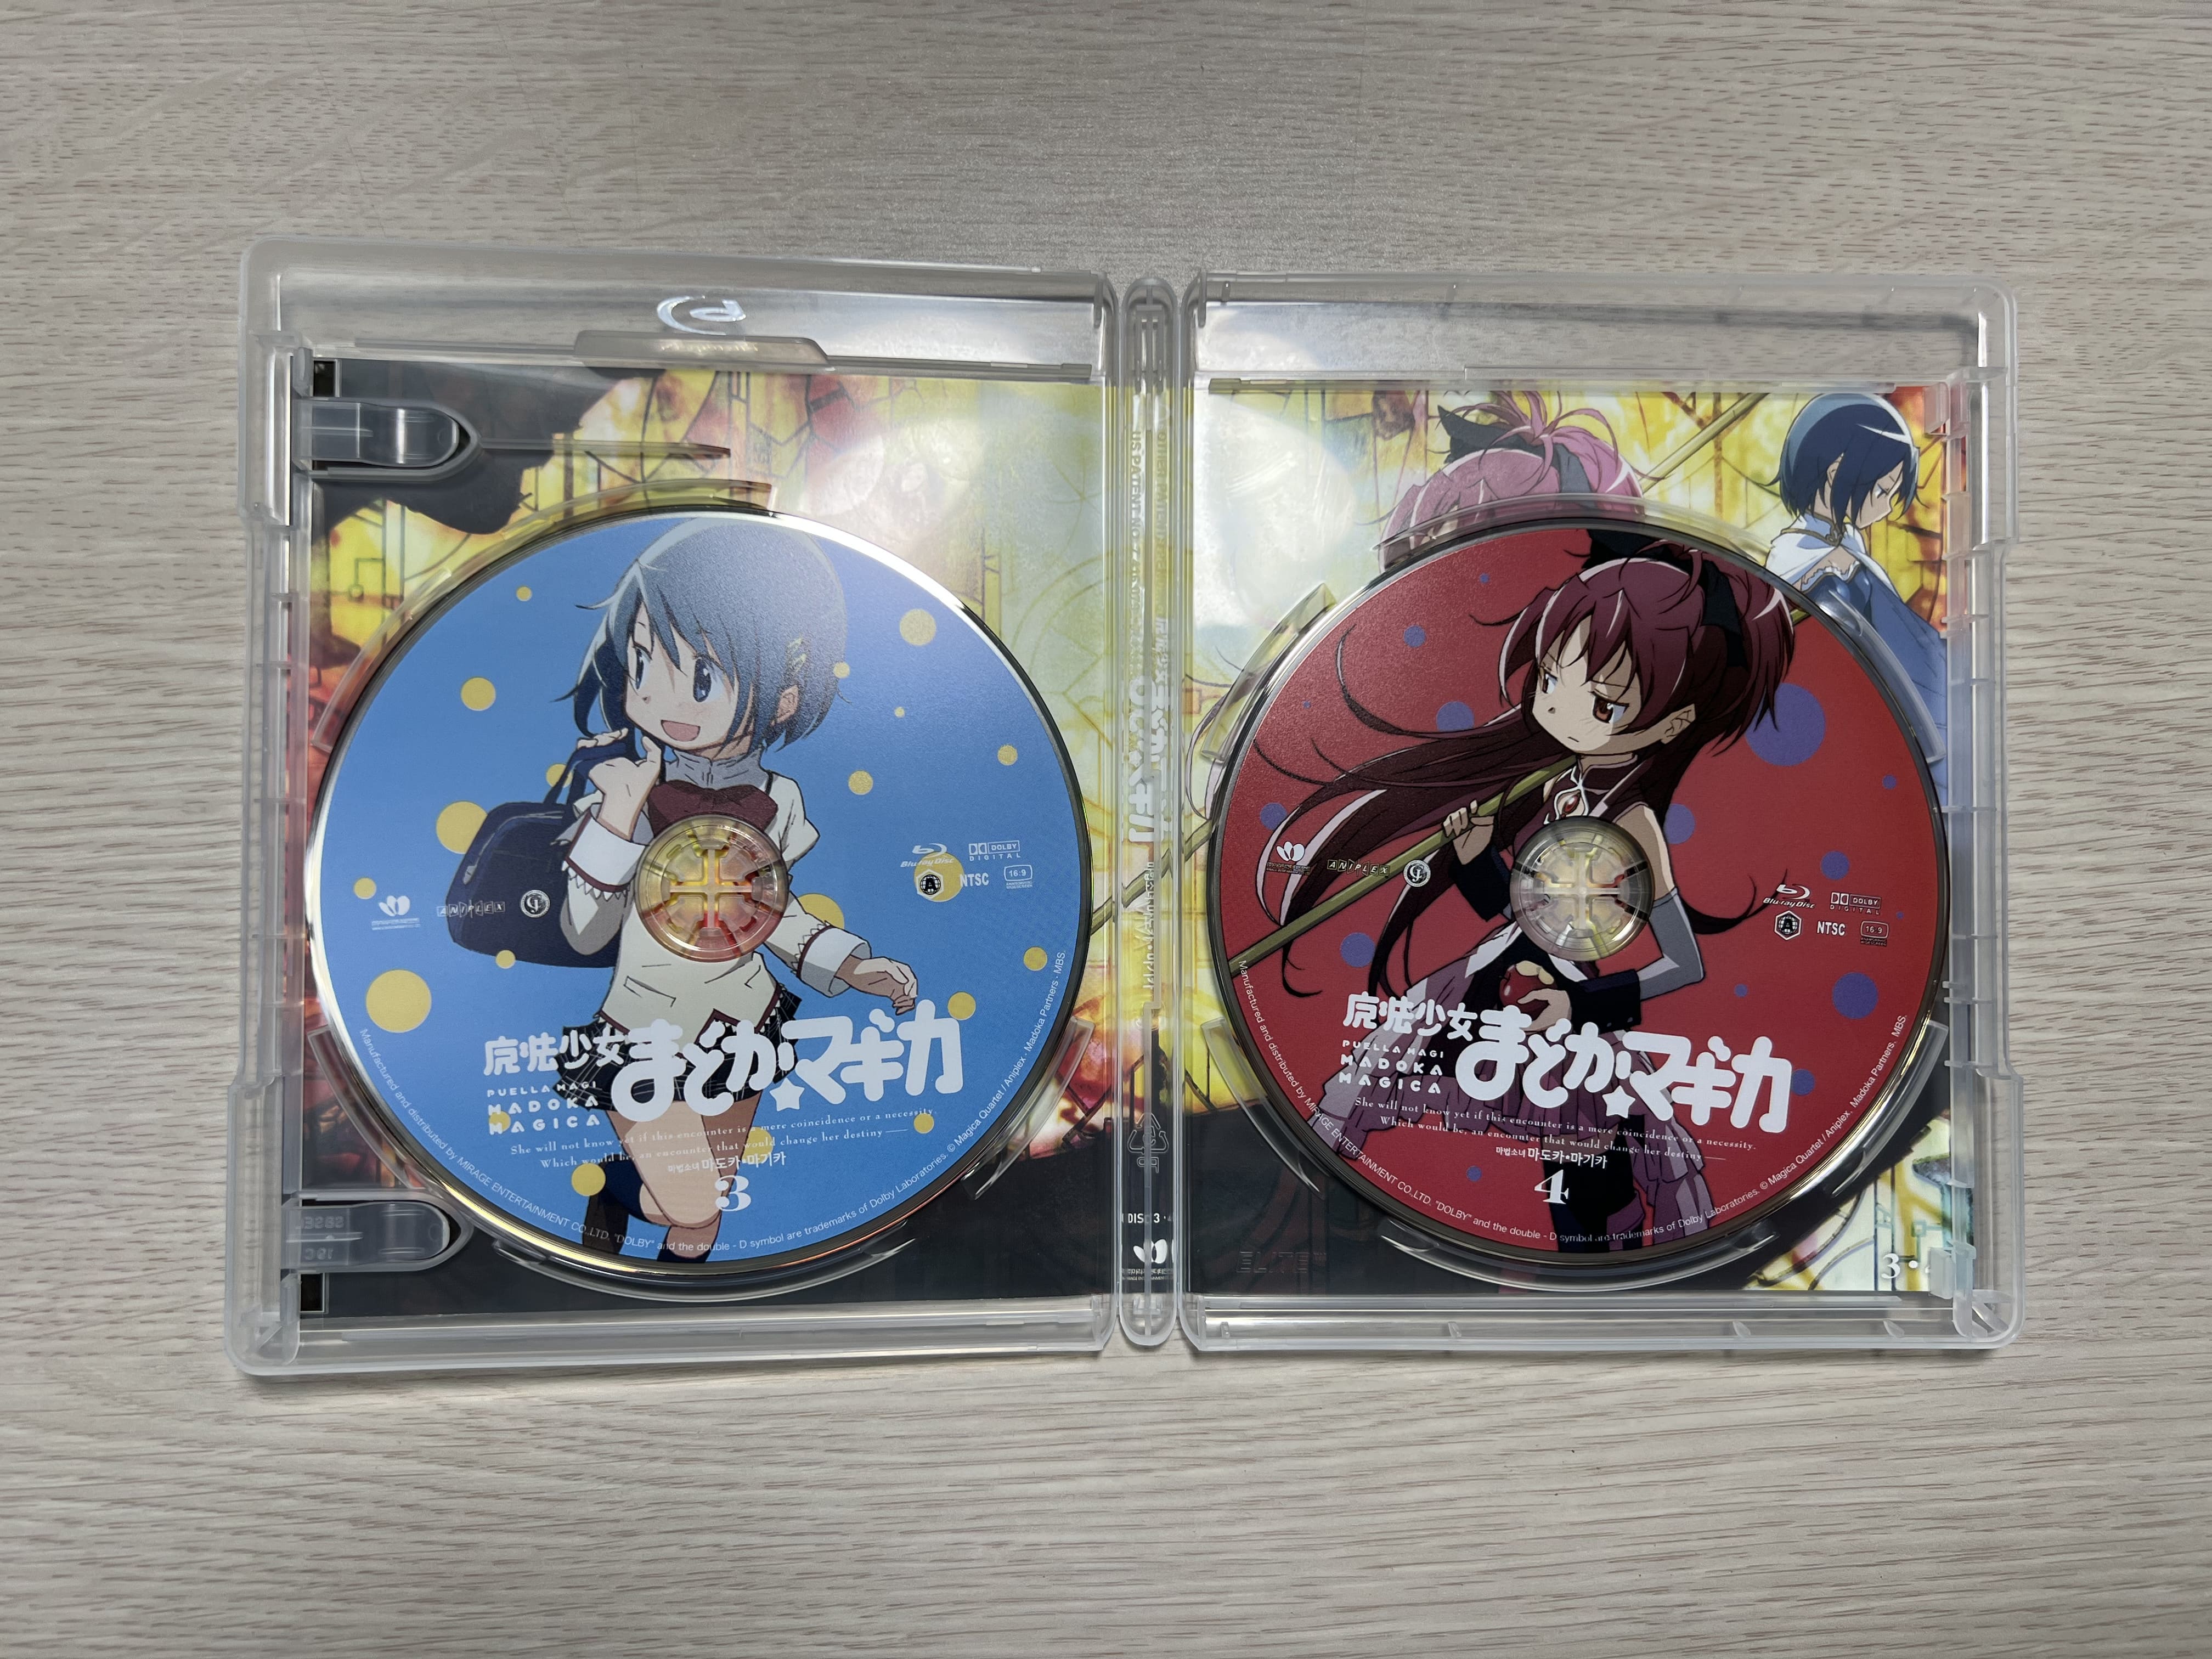 ANIPLEX
Blu-ray Disc
DOLBY
DIGITAL
A
NTSC
16:9
魔法少女
まどか☆マギカ
PUELLA MAGI
MADOKA
MAGICA
She will not know yet if this encounter is a mere coincidence or a necessity.
Which would be, an encounter that would change her destiny
마법소녀 마도카•마기카
3
Manufactured and distributed by MIRAGE ENTERTAINMENT CO.,LTD. "DOLBY" and the double - D symbol are trademarks of Dolby Laboratories. © Magica Quartet / Aniplex - Madoka Partners - MBS.
DISC 3
ANIPLEX
Blu-ray Disc
DOLBY
DIGITAL
A
NTSC
16:9
魔法少女
まどか☆マギカ
PUELLA MAGI
MADOKA
MAGICA
She will not know yet if this encounter is a mere coincidence or a necessity.
Which would be, an encounter that would change her destiny
마법소녀 마도카•마기카
4
Manufactured and distributed by MIRAGE ENTERTAINMENT CO.,LTD. "DOLBY" and the double - D symbol are trademarks of Dolby Laboratories. © Magica Quartet / Aniplex. Madoka Partners. MBS.
3•